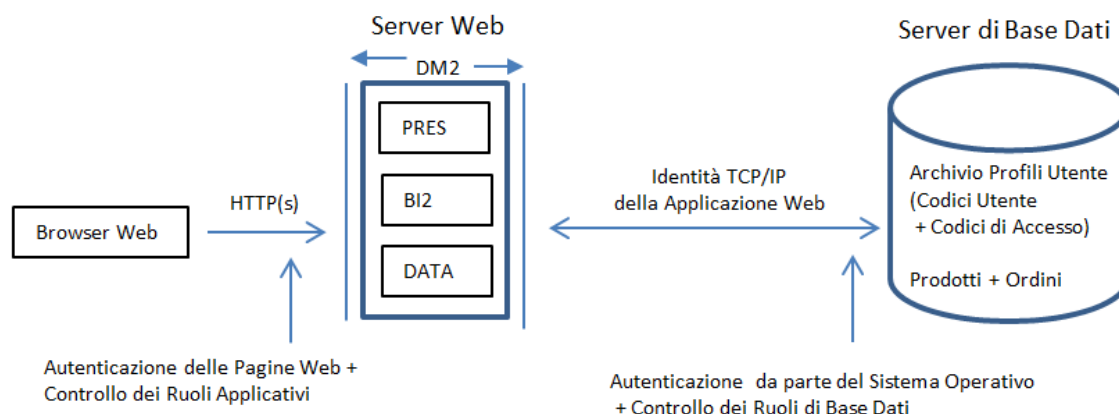 Server Web
Server di Base Dati
DM2
PRES
BI2
DATA
Browser Web
HTTP(s)
Identità TCP/IP
della Applicazione Web
Archivio Profili Utente
(Codici Utente
+ Codici di Accesso)
Prodotti + Ordini
Autenticazione delle Pagine Web +
Controllo dei Ruoli Applicativi
Autenticazione da parte del Sistema Operativo
+ Controllo dei Ruoli di Base Dati